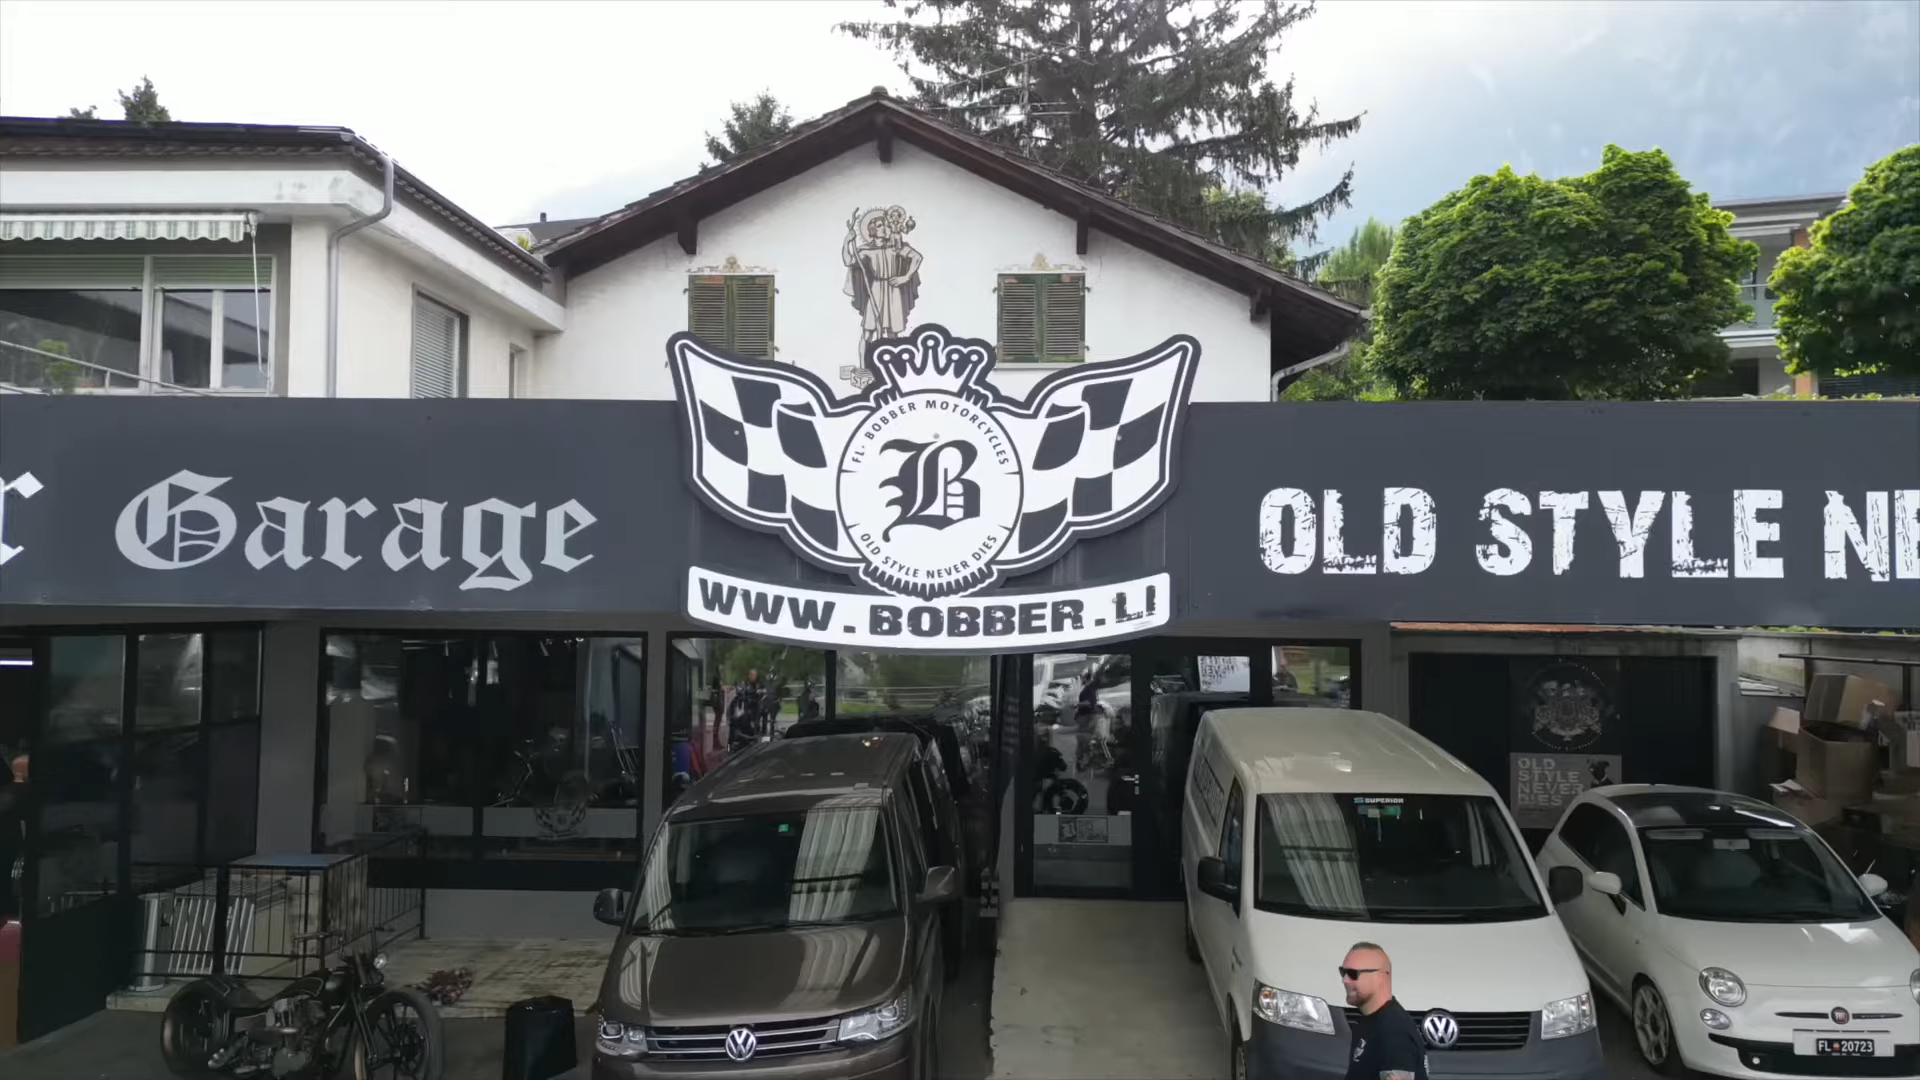 r Garage
FL- BOBBER MOTORCYCLES
B
OLD STYLE NEVER DIES
WWW.BOBBER.LI
OLD STYLE NE
SUPERIOR
OLD
STYLE
NEVER
DIES
FL 20723